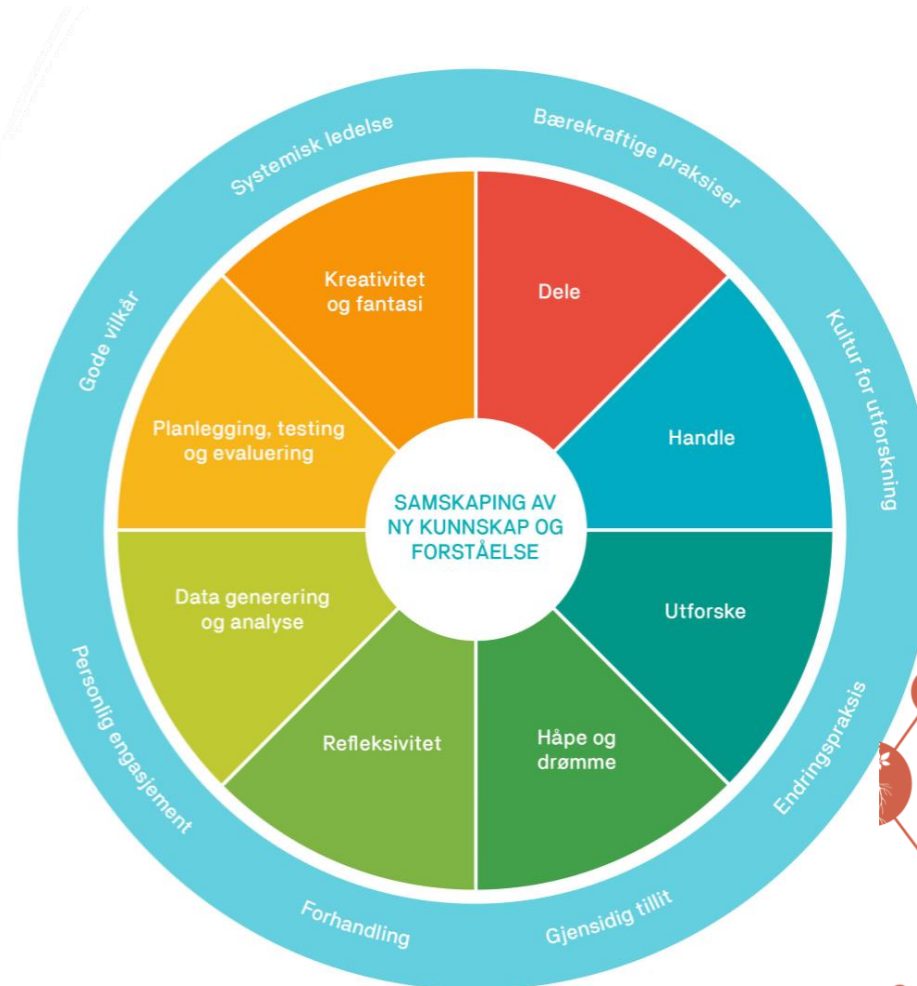 Systemisk ledelse
Bærekraftige praksiser
Kultur for utforskning
Endringspraksis
Gjensidig tillit
Forhandling
Personlig engasjement
Gode vilkår
Kreativitet
og fantasi
Dele
Handle
Utforske
Håpe og
drømme
Refleksivitet
Data generering
og analyse
Planlegging, testing
og evaluering
SAMSKAPING AV
NY KUNNSKAP OG
FORSTÅELSE